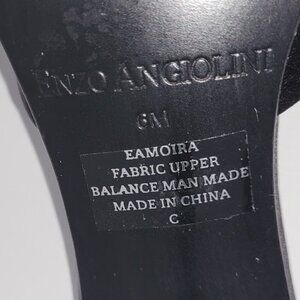 ENZO ANGIOLINI
6M
EAMOIRA
FABRIC UPPER
BALANCE MAN MADE
MADE IN CHINA
C